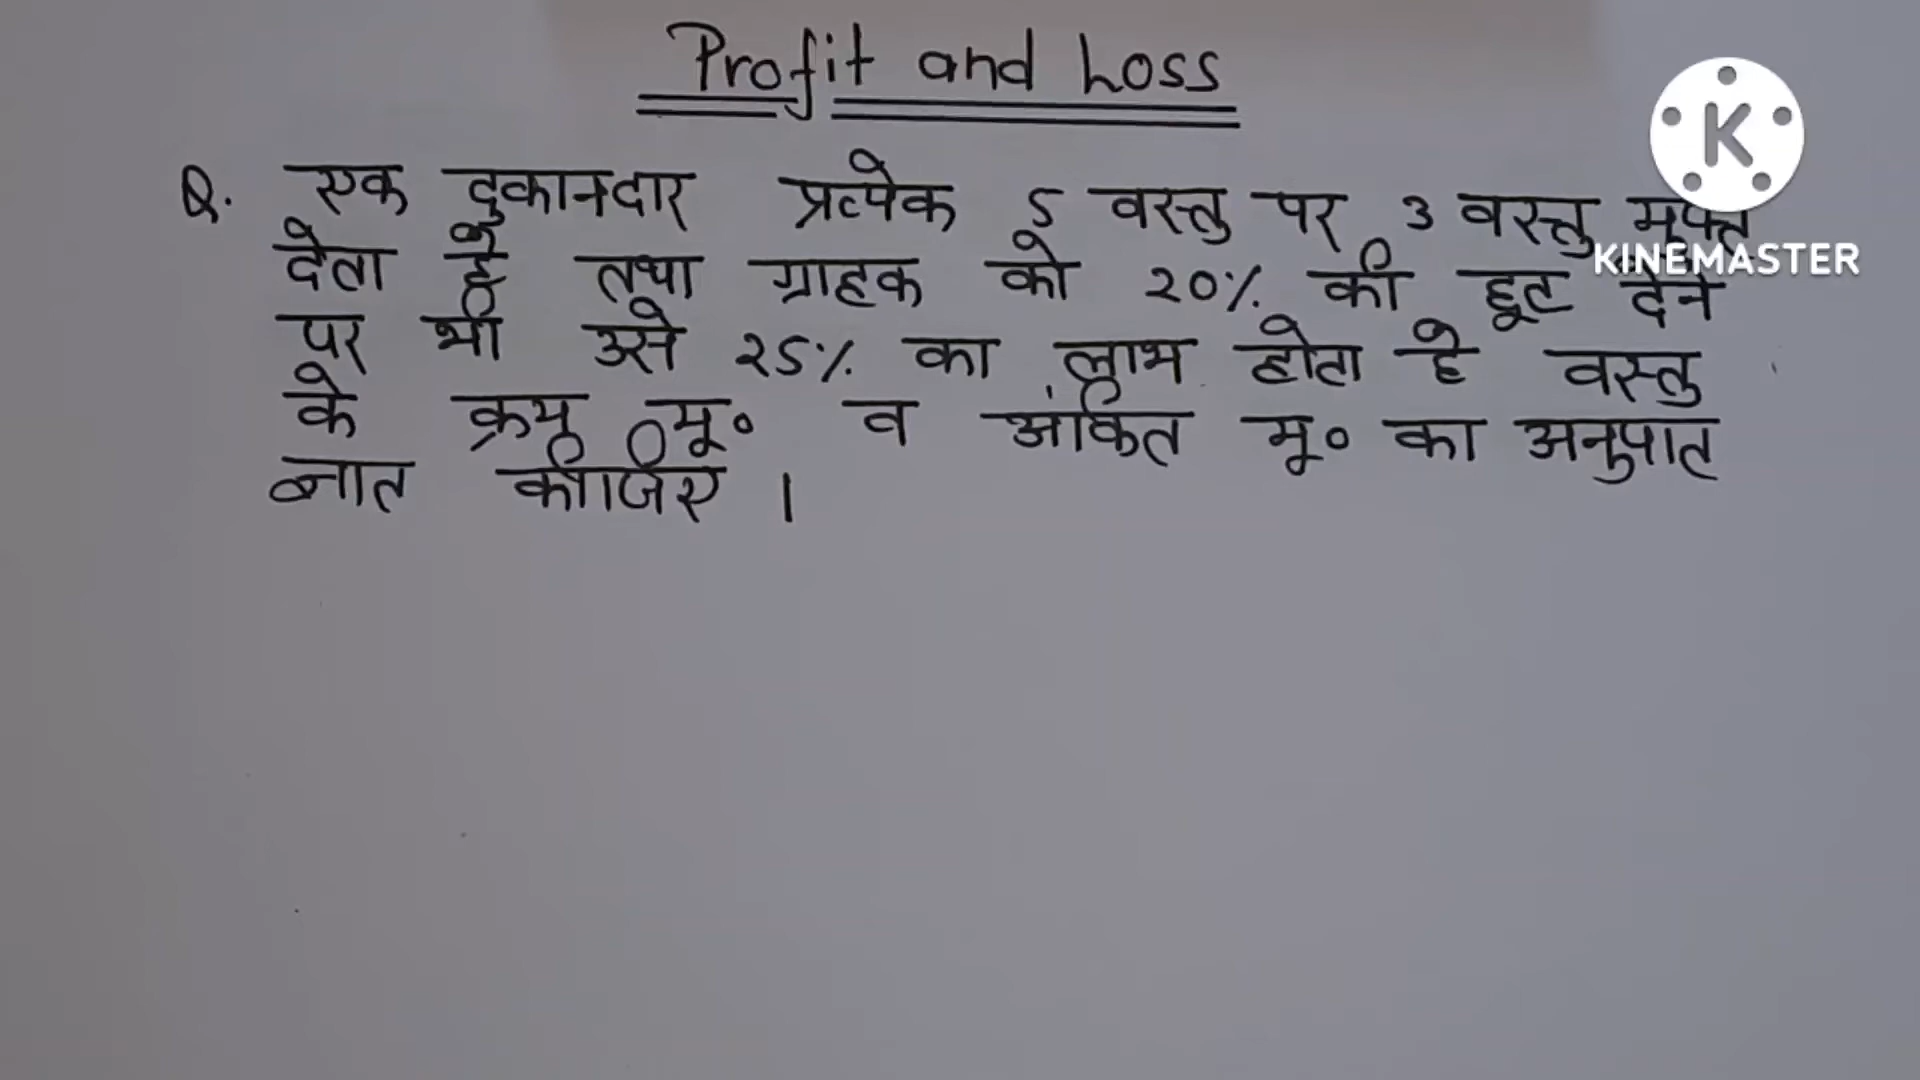 Profit and Loss
Q. एक दुकानदार प्रत्येक 5 वस्तु पर 3 वस्तु मुफ्त
देता है तथा ग्राहक को 20% की छूट देने
पर भी उसे 25% का लाभ होता है वस्तु
के क्रय मू० व अंकित मू० का अनुपात
ज्ञात कीजिए ।
K
KINEMASTER